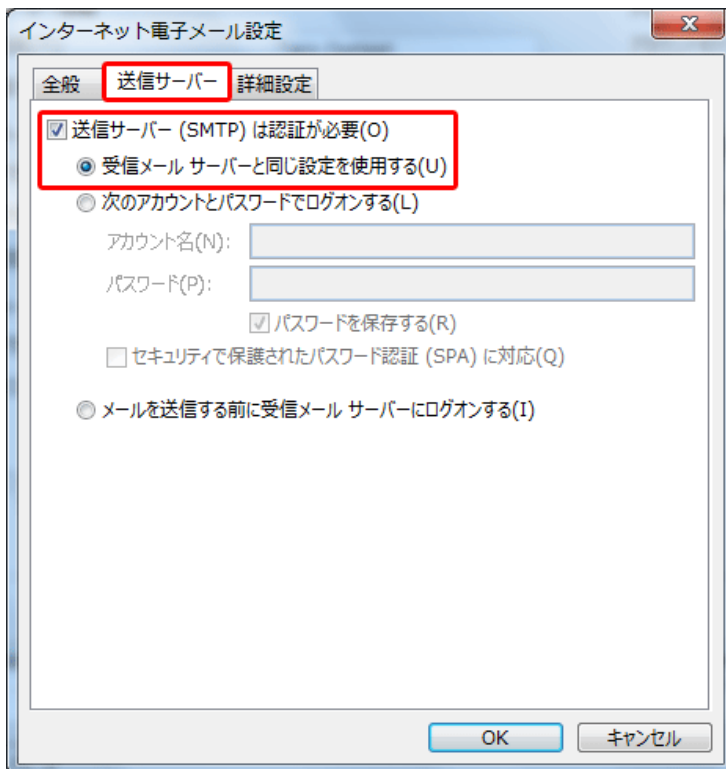 インターネット電子メール設定
全般 送信サーバー 詳細設定
送信サーバー (SMTP) は認証が必要(O)
受信メール サーバーと同じ設定を使用する(U)
次のアカウントとパスワードでログオンする(L)
アカウント名(N):
パスワード(P):
パスワードを保存する(R)
セキュリティで保護されたパスワード認証 (SPA) に対応(Q)
メールを送信する前に受信メール サーバーにログオンする(I)
OK キャンセル